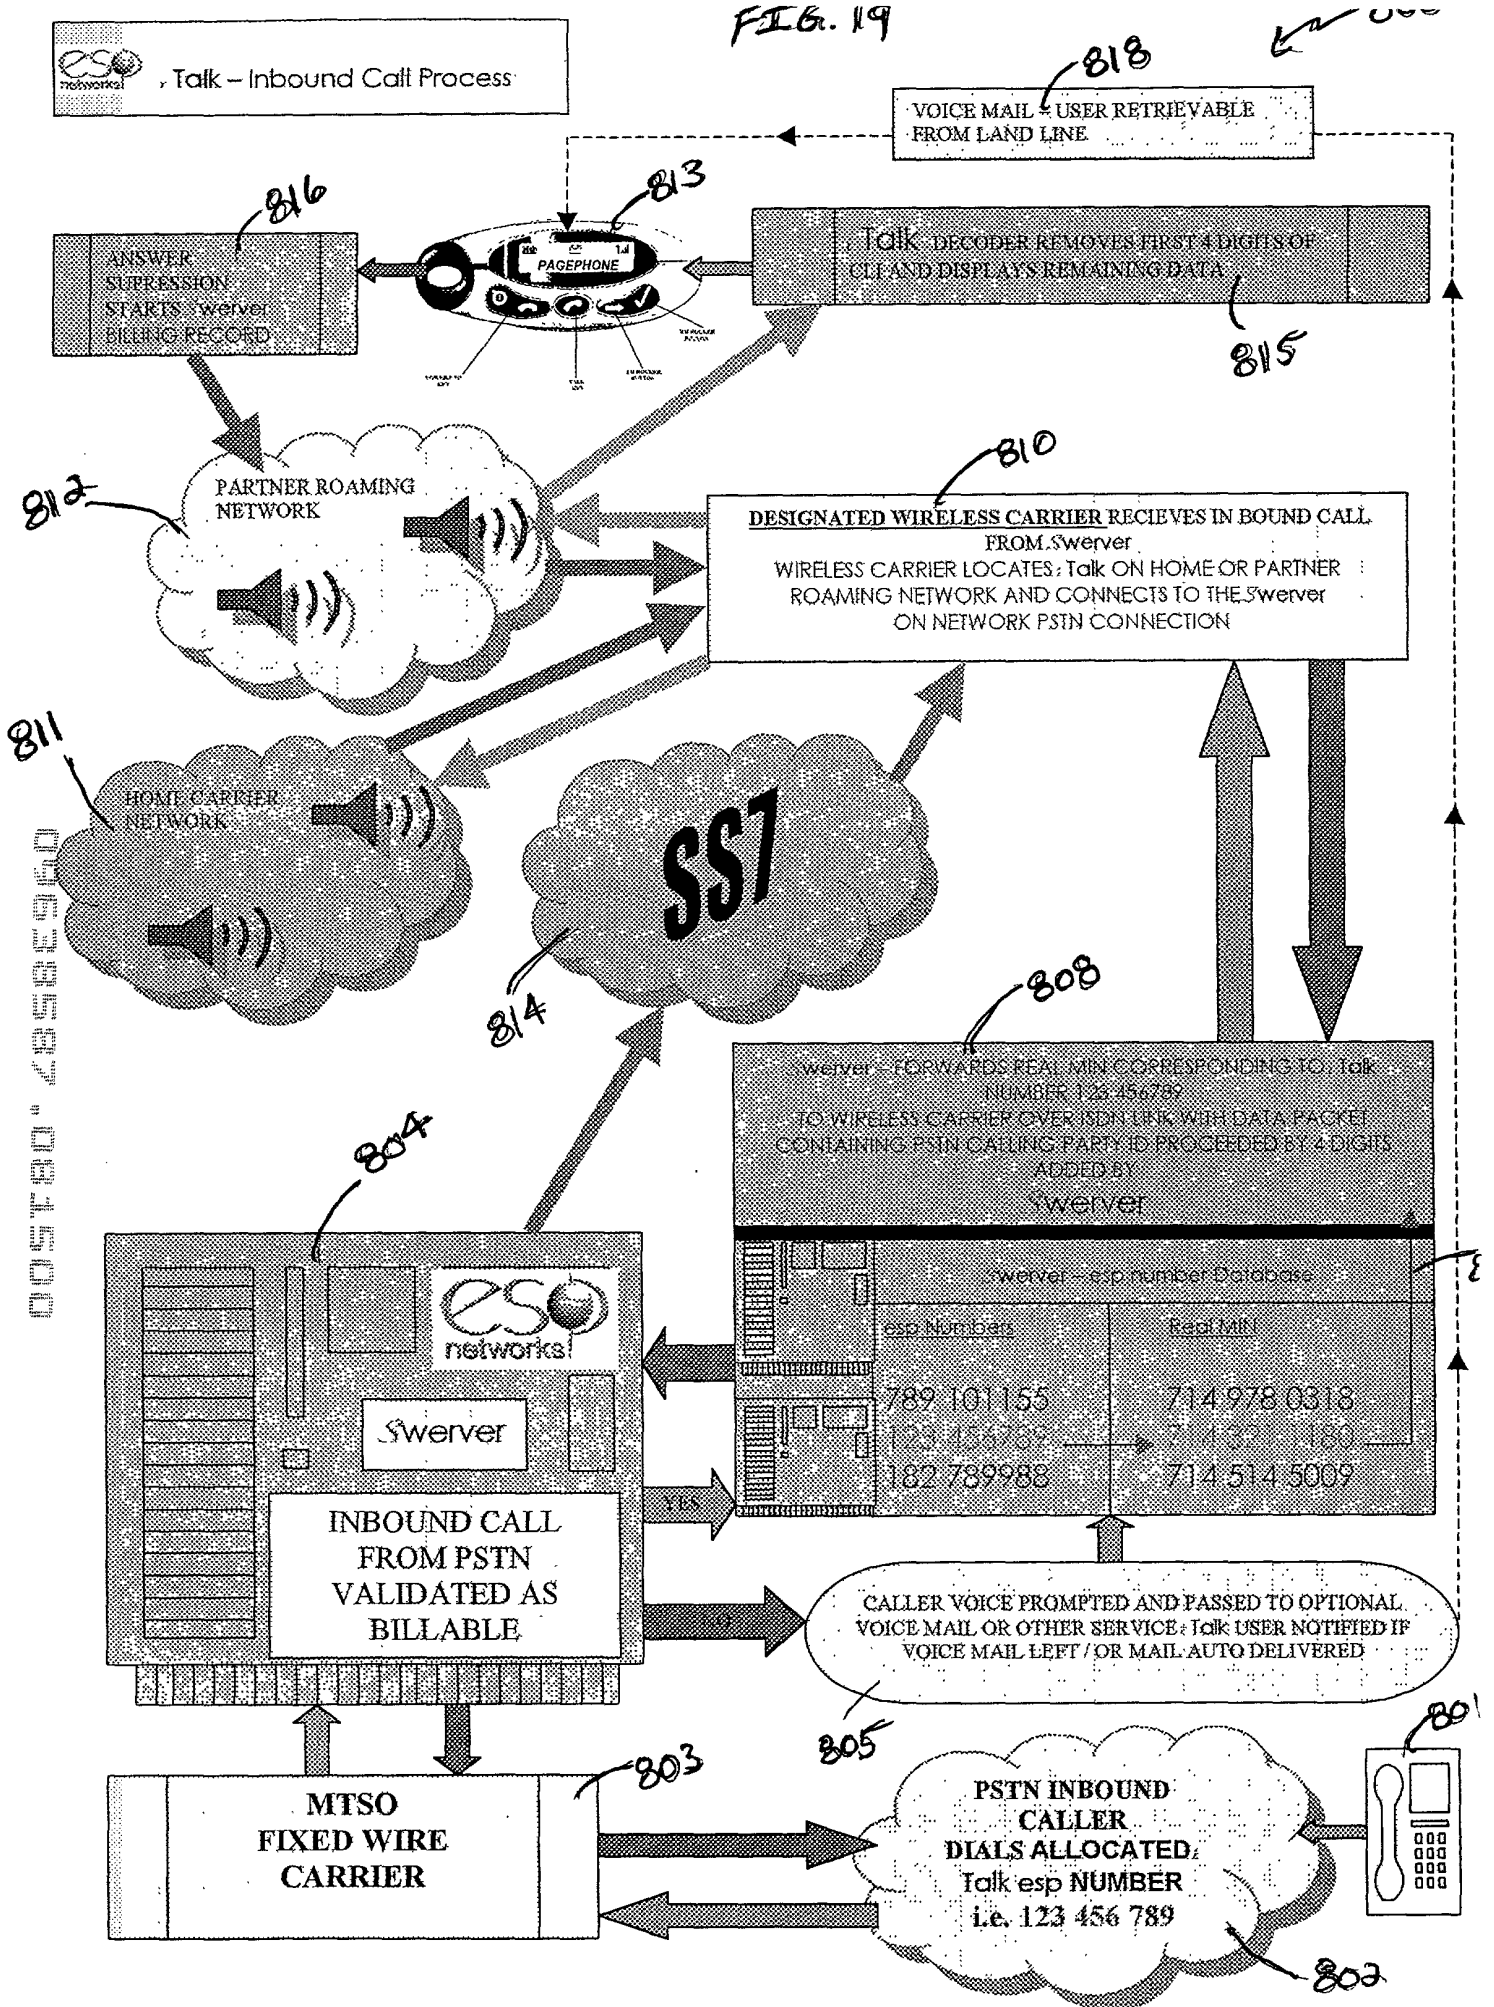 FIG. 19
eso
networks
Talk – Inbound Call Process
818
VOICE MAIL – USER RETRIEVABLE
FROM LAND LINE
816
813
ANSWER
SUPRESSION
STARTS Swerver
BILLING RECORD
PAGEPHONE
Talk DECODER REMOVES FIRST 4 DIGITS OF
CLI AND DISPLAYS REMAINING DATA
815
812
PARTNER ROAMING
NETWORK
810
DESIGNATED WIRELESS CARRIER RECIEVES IN BOUND CALL
FROM Swerver
WIRELESS CARRIER LOCATES Talk ON HOME OR PARTNER
ROAMING NETWORK AND CONNECTS TO THE Swerver
ON NETWORK PSTN CONNECTION
811
HOME CARRIER
NETWORK
SS7
814
808
Swerver – FORWARDS REAL MIN CORRESPONDING TO Talk
NUMBER 123 456789
TO WIRELESS CARRIER OVER LINK WITH DATA PACKET
CONTAINING PSTN CALLING PARTY ID PROCEEDED BY 4 DIGITS
ADDED BY
Swerver
804
eso
networks
Swerver
Swerver – esp number Database
esp Numbers
Real MIN
789 101155
714 978 0318
123 456789
182 789988
714 514 5009
YES
INBOUND CALL
FROM PSTN
VALIDATED AS
BILLABLE
CALLER VOICE PROMPTED AND PASSED TO OPTIONAL
VOICE MAIL OR OTHER SERVICE Talk USER NOTIFIED IF
VOICE MAIL LEFT / OR MAIL AUTO DELIVERED
805
801
803
MTSO
FIXED WIRE
CARRIER
PSTN INBOUND
CALLER
DIALS ALLOCATED
Talk esp NUMBER
i.e. 123 456 789
802